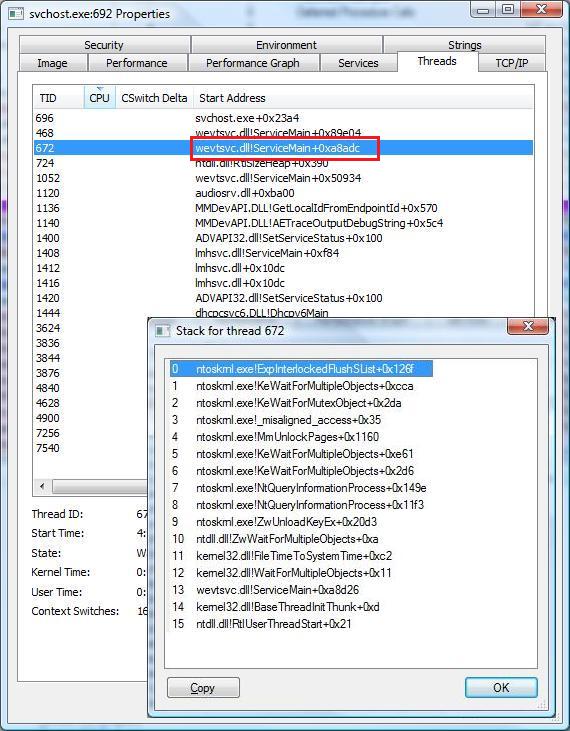 svchost.exe:692 Properties
Security Environment Strings
Image Performance Performance Graph Services Threads TCP/IP
TID CPU CSwitch Delta Start Address
696 svchost.exe+0x23a4
468 wevtsvc.dll!ServiceMain+0x89e04
672 wevtsvc.dll!ServiceMain+0xa8adc
724 ntdll.dll!RtlSizeHeap+0x390
1052 wevtsvc.dll!ServiceMain+0x50934
1120 audiosrv.dll+0xba00
1136 MMDevAPI.DLL!GetLocalIdFromEndpointId+0x570
1140 MMDevAPI.DLL!AETraceOutputDebugString+0x5c4
1400 ADVAPI32.dll!SetServiceStatus+0x100
1408 lmhsvc.dll!ServiceMain+0xf84
1412 lmhsvc.dll+0x10dc
1416 lmhsvc.dll+0x10dc
1420 ADVAPI32.dll!SetServiceStatus+0x100
1444 dhcpcsvc6.dll!Dhcpv6Main
3624
3524
8336
4364
3876
3864
4268
4628
4900
7256
7540
Thread ID: 67
Start Time: 4:
State: W
Kernel Time: 0:
User Time: 0:
Context Switches: 16
Stack for thread 672
0 ntoskrnl.exe!ExpInterlockedFlushSList+0x126f
1 ntoskrnl.exe!KeWaitForMultipleObjects+0xcca
2 ntoskrnl.exe!KeWaitForMutexObject+0x2da
3 ntoskrnl.exe!_misaligned_access+0x35
4 ntoskrnl.exe!MmUnlockPages+0x1160
5 ntoskrnl.exe!KeWaitForMultipleObjects+0xe61
6 ntoskrnl.exe!KeWaitForMultipleObjects+0x2d6
7 ntoskrnl.exe!NtQueryInformationProcess+0x149e
8 ntoskrnl.exe!NtQueryInformationProcess+0x11f3
9 ntoskrnl.exe!ZwUnloadKeyEx+0x20d3
10 ntdll.dll!ZwWaitForMultipleObjects+0xa
11 kernel32.dll!FileTimeToSystemTime+0xc2
12 kernel32.dll!WaitForMultipleObjects+0x11
13 wevtsvc.dll!ServiceMain+0xa8d26
14 kernel32.dll!BaseThreadInitThunk+0xd
15 ntdll.dll!RtlUserThreadStart+0x21
Copy OK